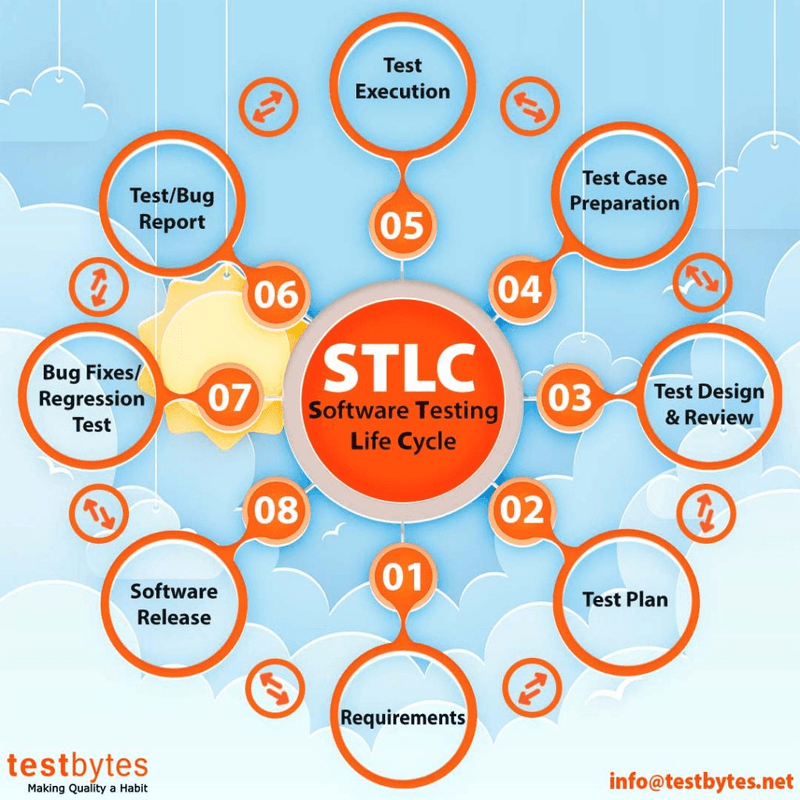 STLC
Software Testing
Life Cycle
01
Requirements
02
Test Plan
03
Test Design
& Review
04
Test Case
Preparation
05
Test
Execution
06
Test/Bug
Report
07
Bug Fixes/
Regression
Test
08
Software
Release
testbytes
Making Quality a Habit
info@testbytes.net